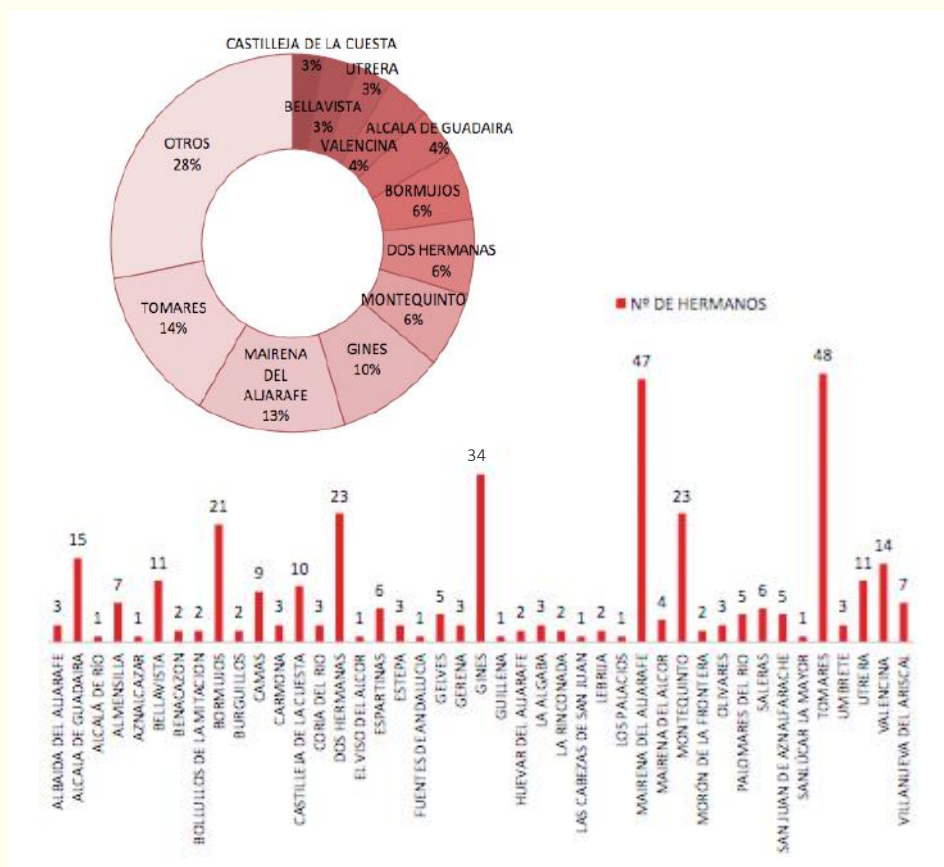 CASTILLEJA DE LA CUESTA
3%
UTRERA
3%
BELLAVISTA
3%
VALENCINA
4%
ALCALA DE GUADAIRA
4%
BORMUJOS
6%
DOS HERMANAS
6%
MONTEQUINTO
6%
GINES
10%
MAIRENA
DEL
ALJARAFE
13%
TOMARES
14%
OTROS
28%
Nº DE HERMANOS
3
15
1
7
1
11
2
2
21
2
9
3
10
3
23
1
6
3
1
5
3
34
1
2
3
2
1
2
1
47
4
23
2
3
5
6
5
1
48
3
11
14
7
ALBAIDA DEL ALJARAFE
ALCALA DE GUADAIRA
ALCALÁ DE RÍO
ALMENSILLA
AZNALCAZAR
BELLAVISTA
BENACAZON
BOLLULLOS DE LA MITACION
BORMUJOS
BURGUILLOS
CAMAS
CARMONA
CASTILLEJA DE LA CUESTA
CORIA DEL RIO
DOS HERMANAS
EL VISO DEL ALCOR
ESPARTINAS
ESTEPA
FUENTES DE ANDALUCIA
GELVES
GERENA
GINES
GUILLENA
HUEVAR DEL ALJARAFE
LA ALGABA
LA RINCONADA
LAS CABEZAS DE SAN JUAN
LEBRIJA
LOS PALACIOS
MAIRENA DEL ALJARAFE
MAIRENA DEL ALCOR
MONTEQUINTO
MORÓN DE LA FRONTERA
OLIVARES
PALOMARES DEL RIO
SALERAS
SAN JUAN DE AZNALFARACHE
SANLÚCAR LA MAYOR
TOMARES
UMBRETE
UTRERA
VALENCINA
VILLANUEVA DEL ARISCAL